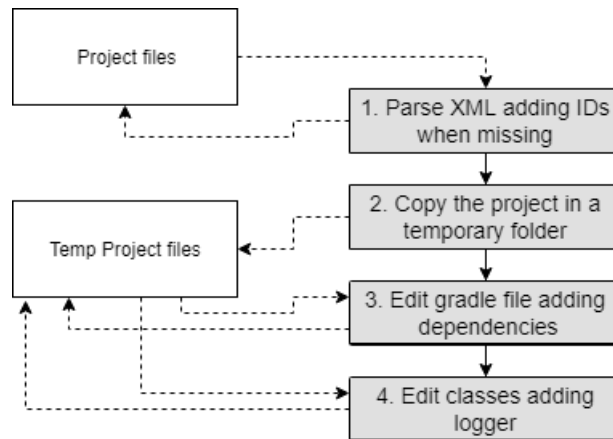 Project files
1. Parse XML adding IDs
when missing
2. Copy the project in a
temporary folder
Temp Project files
3. Edit gradle file adding
dependencies
4. Edit classes adding
logger